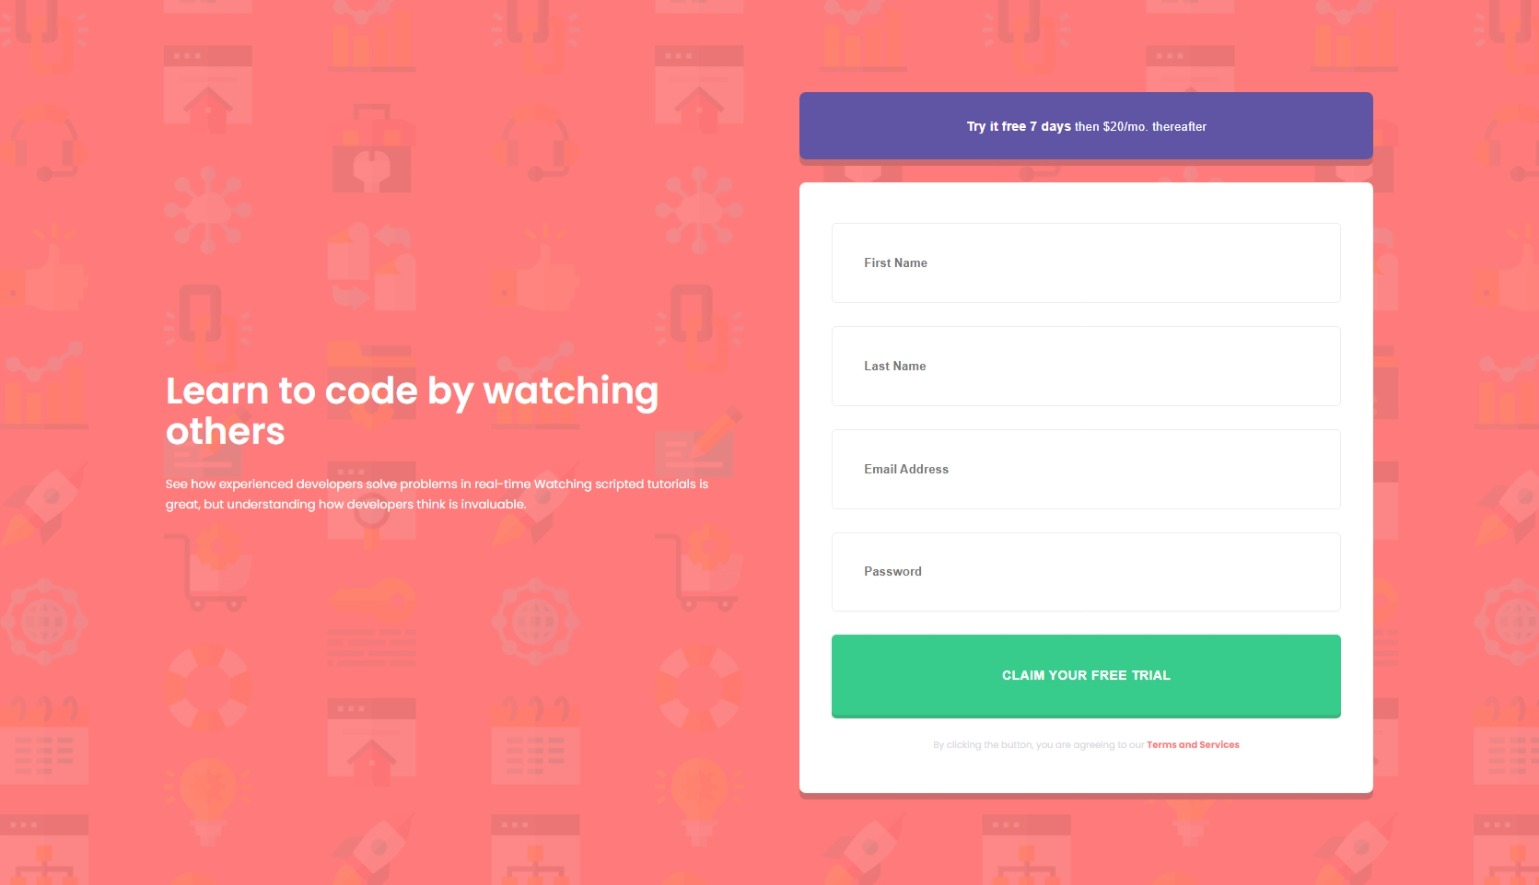 Learn to code by watching
others
See how experienced developers solve problems in real-time Watching scripted tutorials is
great, but understanding how developers think is invaluable.
Try it free 7 days then $20/mo. thereafter
First Name
Last Name
Email Address
Password
CLAIM YOUR FREE TRIAL
By clicking the button, you are agreeing to our Terms and Services